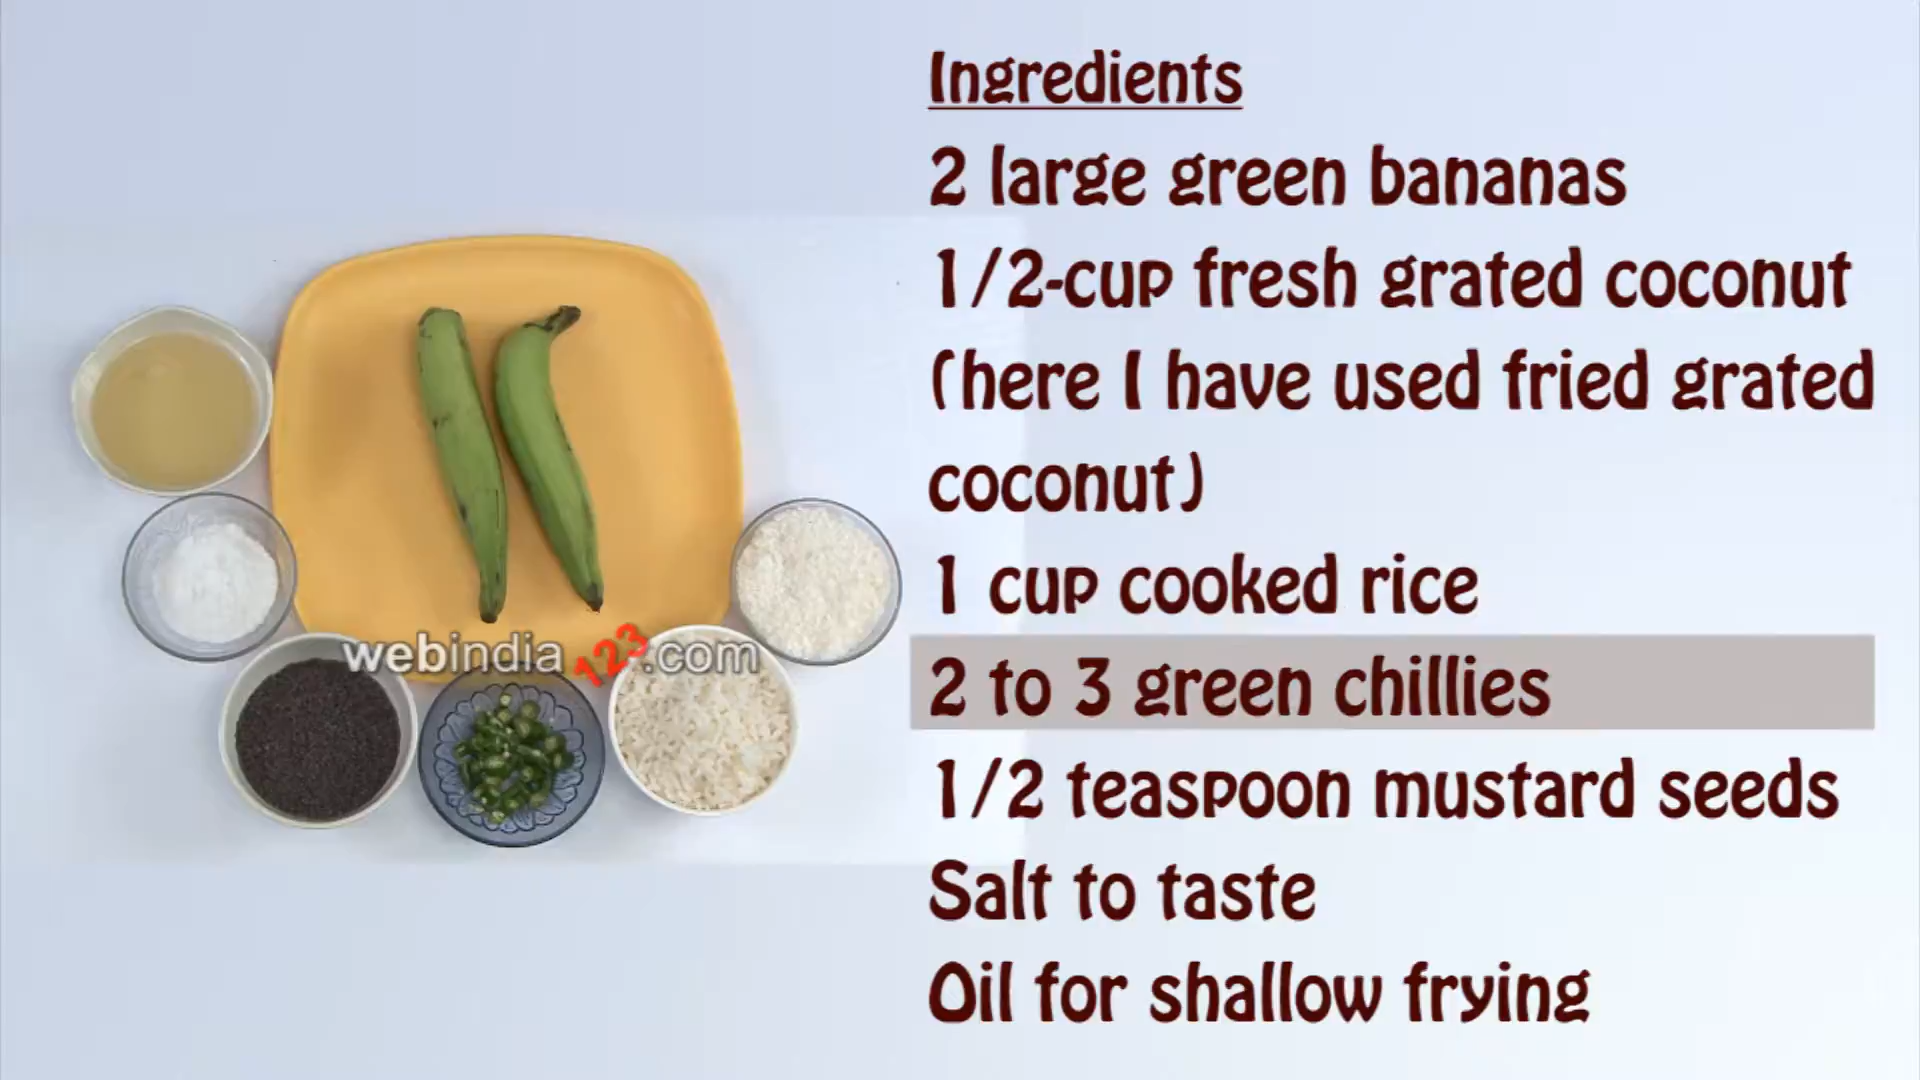 Ingredients
2 large green bananas
1/2-cup fresh grated coconut
(here I have used fried grated
coconut)
1 cup cooked rice
2 to 3 green chillies
1/2 teaspoon mustard seeds
Salt to taste
Oil for shallow frying
webindia123.com